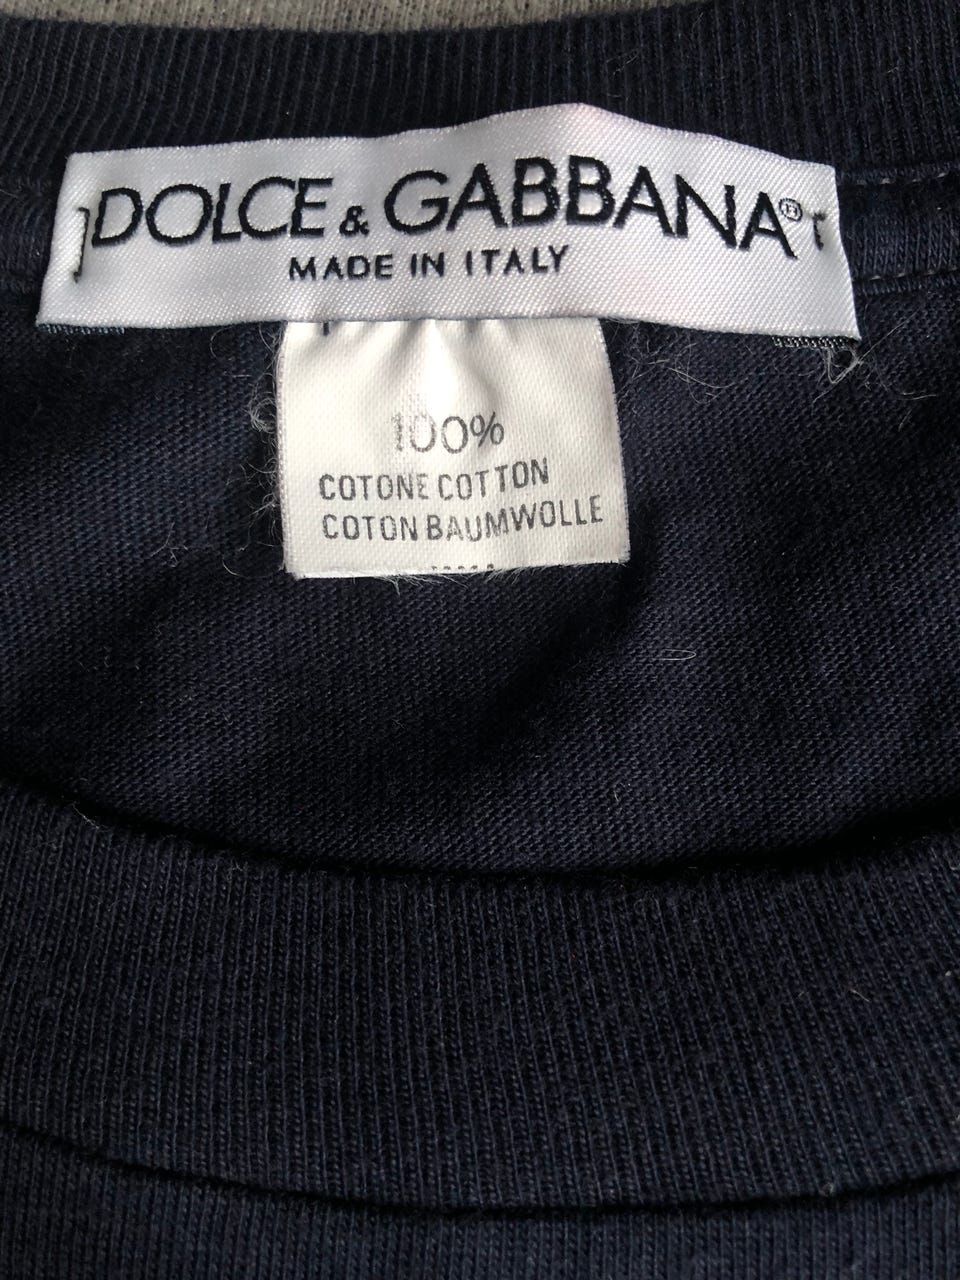 DOLCE & GABBANA®
MADE IN ITALY
100%
COTONE COTTON
COTON BAUMWOLLE